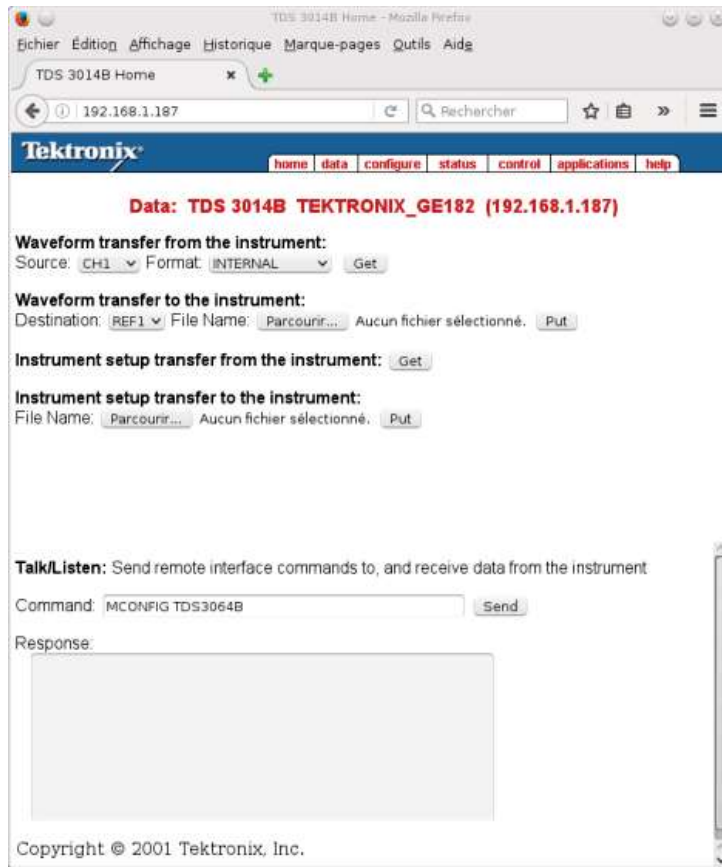 TDS 3014B Home - Mozilla Firefox
Fichier Édition Affichage Historique Marque-pages Outils Aide
TDS 3014B Home
192.168.1.187 Rechercher
Tektronix
home data configure status control applications help
Data: TDS 3014B TEKTRONIX_GE182 (192.168.1.187)
Waveform transfer from the instrument:
Source: CH1 Format: INTERNAL Get
Waveform transfer to the instrument:
Destination: REF1 File Name: Parcourir... Aucun fichier sélectionné. Put
Instrument setup transfer from the instrument: Get
Instrument setup transfer to the instrument:
File Name: Parcourir... Aucun fichier sélectionné. Put
Talk/Listen: Send remote interface commands to, and receive data from the instrument
Command: MCONFIG TDS3064B Send
Response:
Copyright © 2001 Tektronix, Inc.